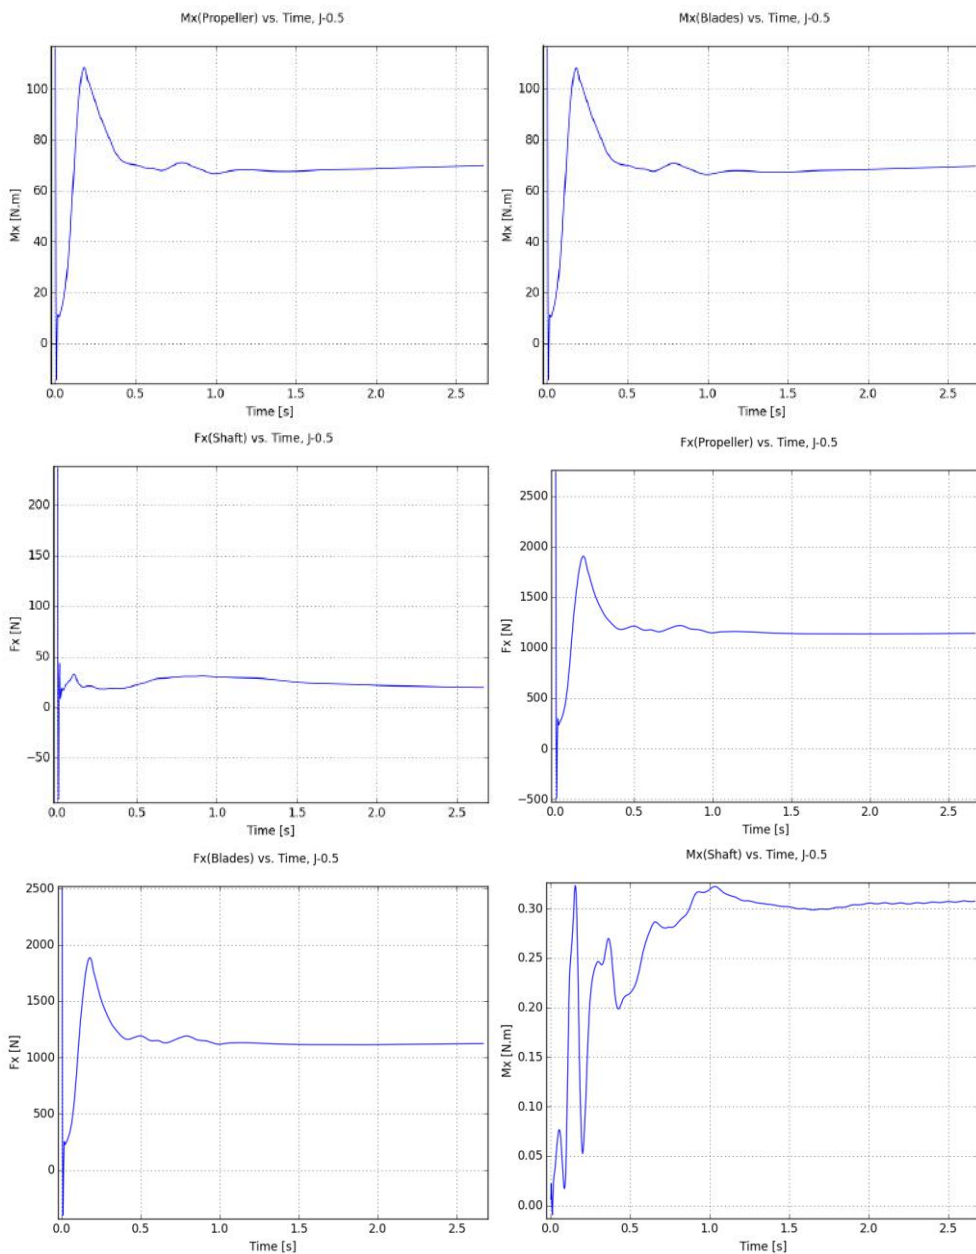 Mx(Propeller) vs. Time, J-0.5
Mx [N.m]
100
80
60
40
20
0
0.0 0.5 1.0 1.5 2.0 2.5
Time [s]
Mx(Blades) vs. Time, J-0.5
Mx [N.m]
100
80
60
40
20
0
0.0 0.5 1.0 1.5 2.0 2.5
Time [s]
Fx(Shaft) vs. Time, J-0.5
Fx [N]
200
150
100
50
0
−50
0.0 0.5 1.0 1.5 2.0 2.5
Time [s]
Fx(Propeller) vs. Time, J-0.5
Fx [N]
2500
2000
1500
1000
500
0
−500
0.0 0.5 1.0 1.5 2.0 2.5
Time [s]
Fx(Blades) vs. Time, J-0.5
Fx [N]
2500
2000
1500
1000
500
0
0.0 0.5 1.0 1.5 2.0 2.5
Time [s]
Mx(Shaft) vs. Time, J-0.5
Mx [N.m]
0.30
0.25
0.20
0.15
0.10
0.05
0.00
0.0 0.5 1.0 1.5 2.0 2.5
Time [s]